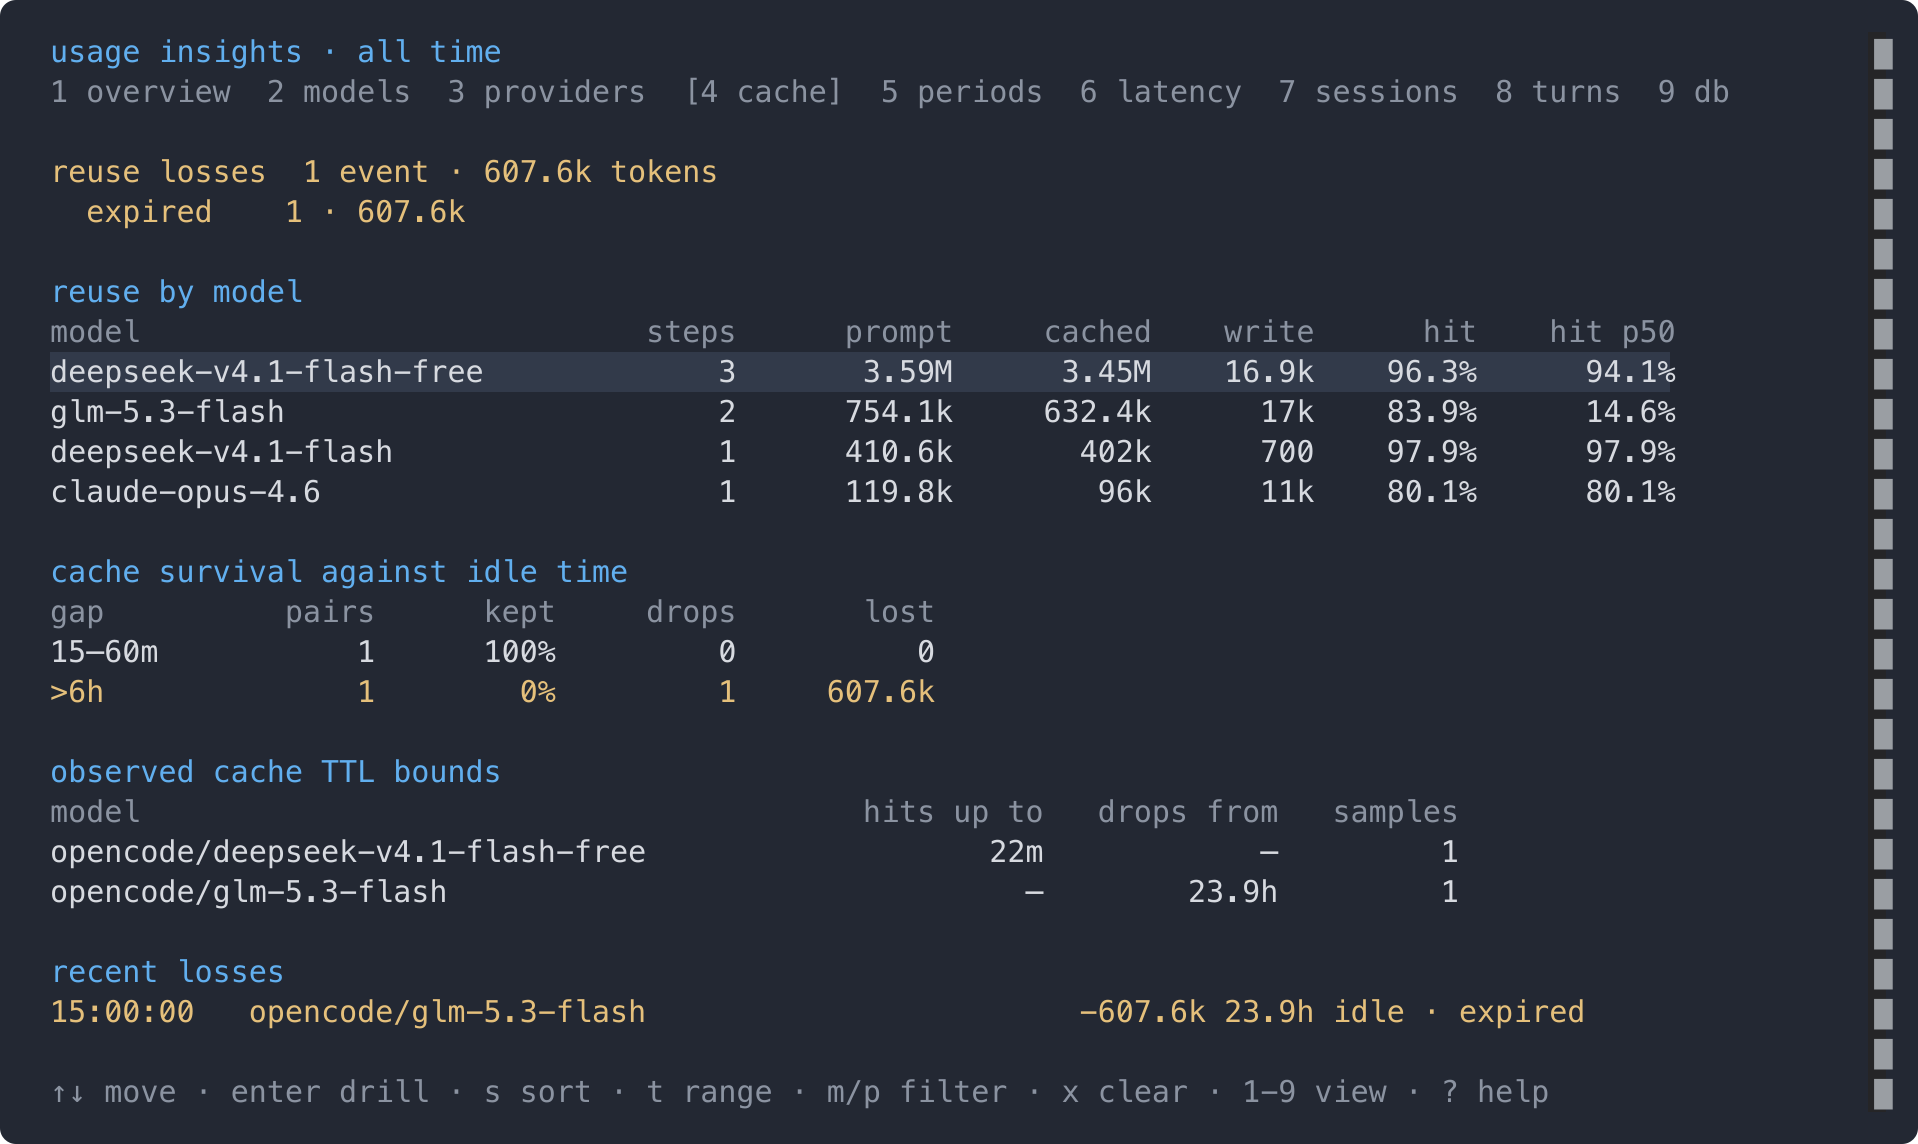 usage insights · all time
1 overview  2 models  3 providers  [4 cache]  5 periods  6 latency  7 sessions  8 turns  9 db
reuse losses  1 event · 607.6k tokens
expired    1 · 607.6k
reuse by model
model  steps  prompt  cached  write  hit  hit p50
deepseek-v4.1-flash-free  3  3.59M  3.45M  16.9k  96.3%  94.1%
glm-5.3-flash  2  754.1k  632.4k  17k  83.9%  14.6%
deepseek-v4.1-flash  1  410.6k  402k  700  97.9%  97.9%
claude-opus-4.6  1  119.8k  96k  11k  80.1%  80.1%
cache survival against idle time
gap  pairs  kept  drops  lost
15–60m  1  100%  0  0
>6h  1  0%  1  607.6k
observed cache TTL bounds
model  hits up to  drops from  samples
opencode/deepseek-v4.1-flash-free  22m  –  1
opencode/glm-5.3-flash  –  23.9h  1
recent losses
15:00:00  opencode/glm-5.3-flash  −607.6k 23.9h idle · expired
↑↓ move · enter drill · s sort · t range · m/p filter · x clear · 1–9 view · ? help